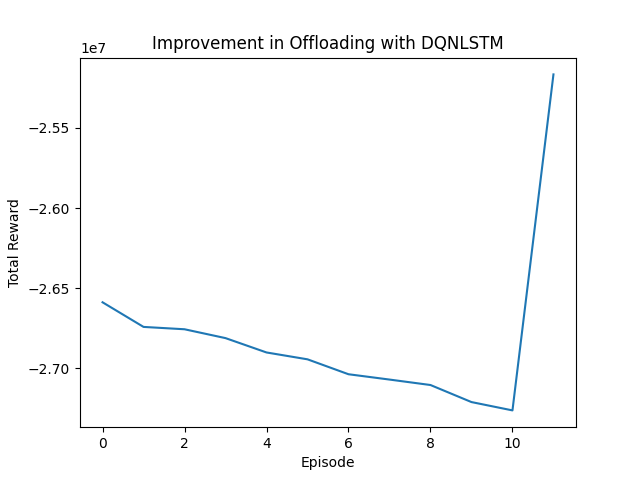 Improvement in Offloading with DQNLSTM
1e7
−2.55
−2.60
−2.65
−2.70
Total Reward
0 2 4 6 8 10
Episode